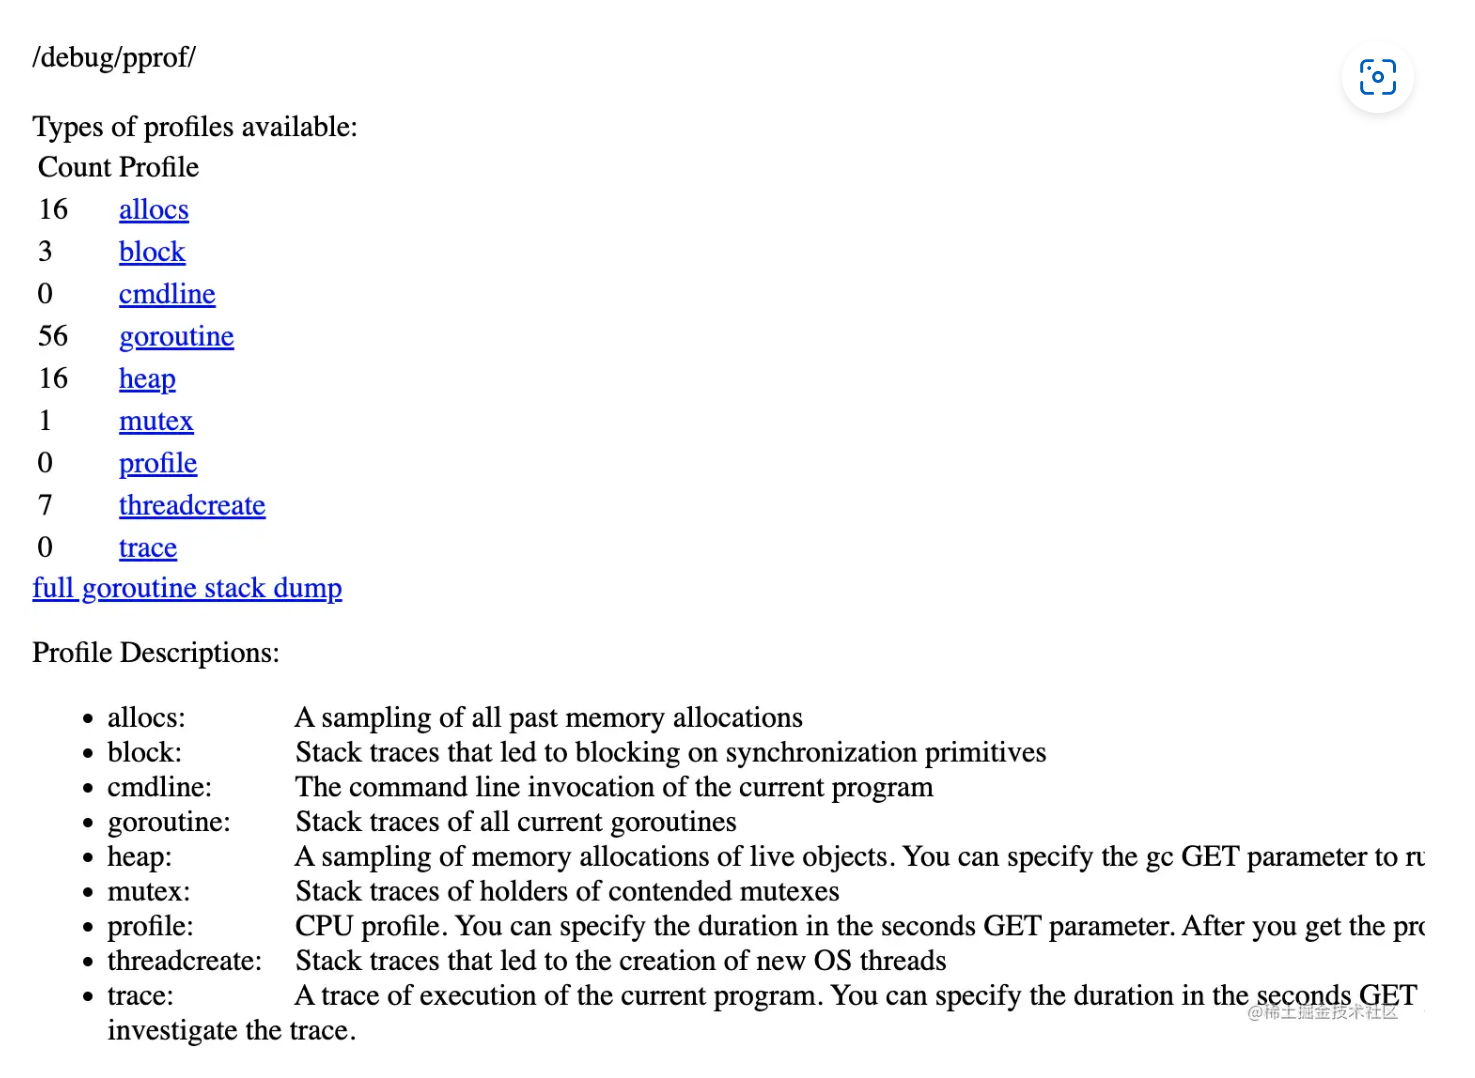 /debug/pprof/
Types of profiles available:
Count Profile
16 allocs
3 block
0 cmdline
56 goroutine
16 heap
1 mutex
0 profile
7 threadcreate
0 trace
full goroutine stack dump
Profile Descriptions:
• allocs: A sampling of all past memory allocations
• block: Stack traces that led to blocking on synchronization primitives
• cmdline: The command line invocation of the current program
• goroutine: Stack traces of all current goroutines
• heap: A sampling of memory allocations of live objects. You can specify the gc GET parameter to ru
• mutex: Stack traces of holders of contended mutexes
• profile: CPU profile. You can specify the duration in the seconds GET parameter. After you get the pro
• threadcreate: Stack traces that led to the creation of new OS threads
• trace: A trace of execution of the current program. You can specify the duration in the seconds GET
investigate the trace.
@稀土掘金技术社区